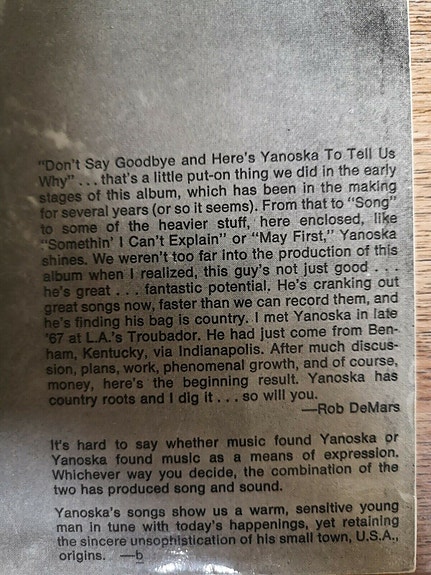 "Don't Say Goodbye and Here's Yanoska To Tell Us
Why" . . . that's a little put-on thing we did in the early
stages of this album, which has been in the making
for several years (or so it seems). From that to "Song"
to some of the heavier stuff, here enclosed, like
"Somethin' I Can't Explain" or "May First," Yanoska
shines. We weren't too far into the production of this
album when I realized, this guy's not just good . . .
he's great . . . fantastic potential. He's cranking out
great songs now, faster than we can record them, and
he's finding his bag is country. I met Yanoska in late
'67 at L.A.'s Troubador. He had just come from Ben-
ham, Kentucky, via Indianapolis. After much discus-
sion, plans, work, phenomenal growth, and of course,
money, here's the beginning result. Yanoska has
country roots and I dig it . . . so will you.
—Rob DeMars
It's hard to say whether music found Yanoska or
Yanoska found music as a means of expression.
Whichever way you decide, the combination of the
two has produced song and sound.
Yanoska's songs show us a warm, sensitive young
man in tune with today's happenings, yet retaining
the sincere unsophistication of his small town, U.S.A.,
origins. —b